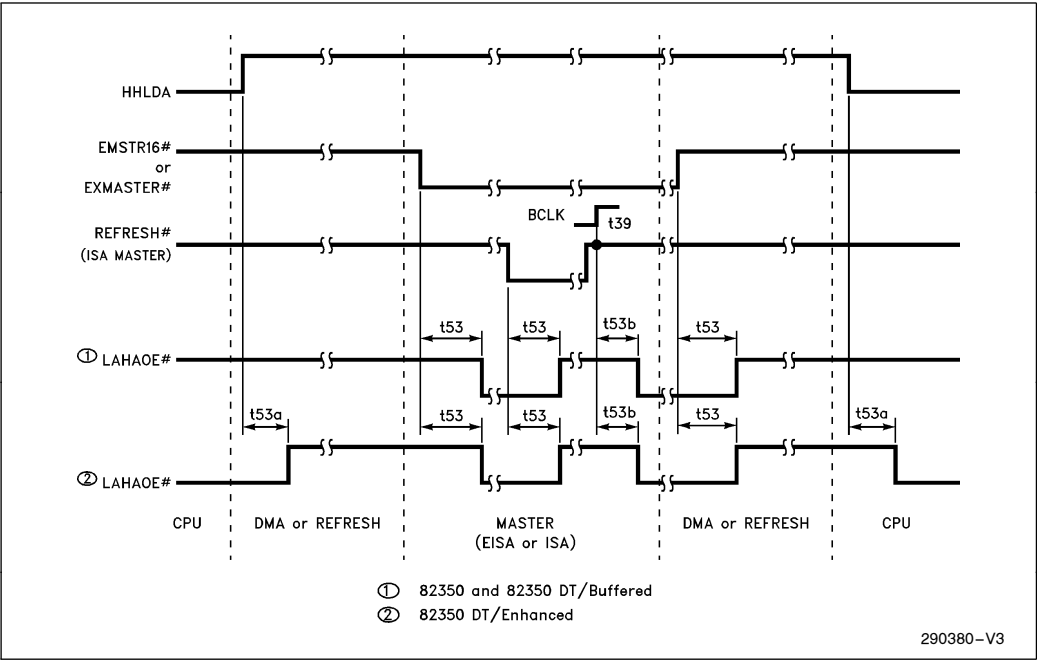 HHLDA
EMSTR16#
or
EXMASTER#
BCLK
t39
REFRESH#
(ISA MASTER)
t53 t53 t53b t53
① LAHAOE#
t53a t53 t53 t53b t53 t53a
② LAHAOE#
CPU DMA or REFRESH MASTER DMA or REFRESH CPU
(EISA or ISA)
① 82350 and 82350 DT/Buffered
② 82350 DT/Enhanced
290380-V3